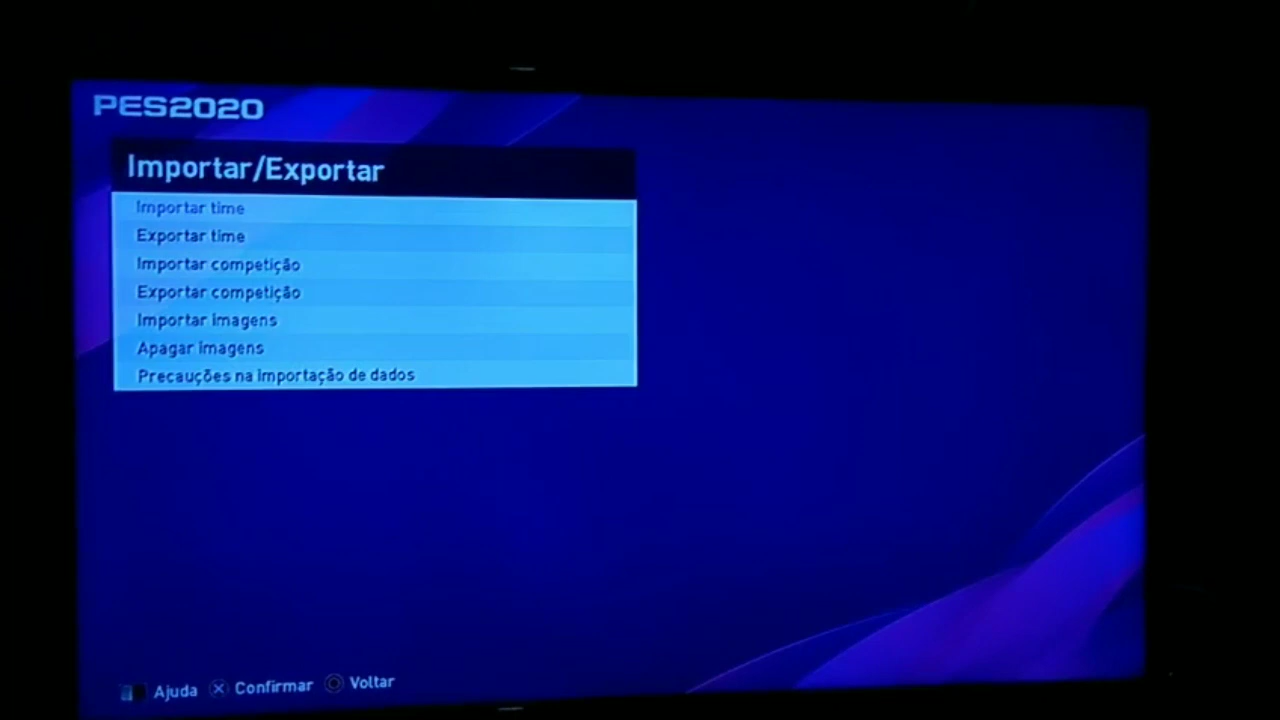 PES2020
Importar/Exportar
Importar time
Exportar time
Importar competição
Exportar competição
Importar imagens
Apagar imagens
Precauções na importação de dados
Ajuda Confirmar Voltar